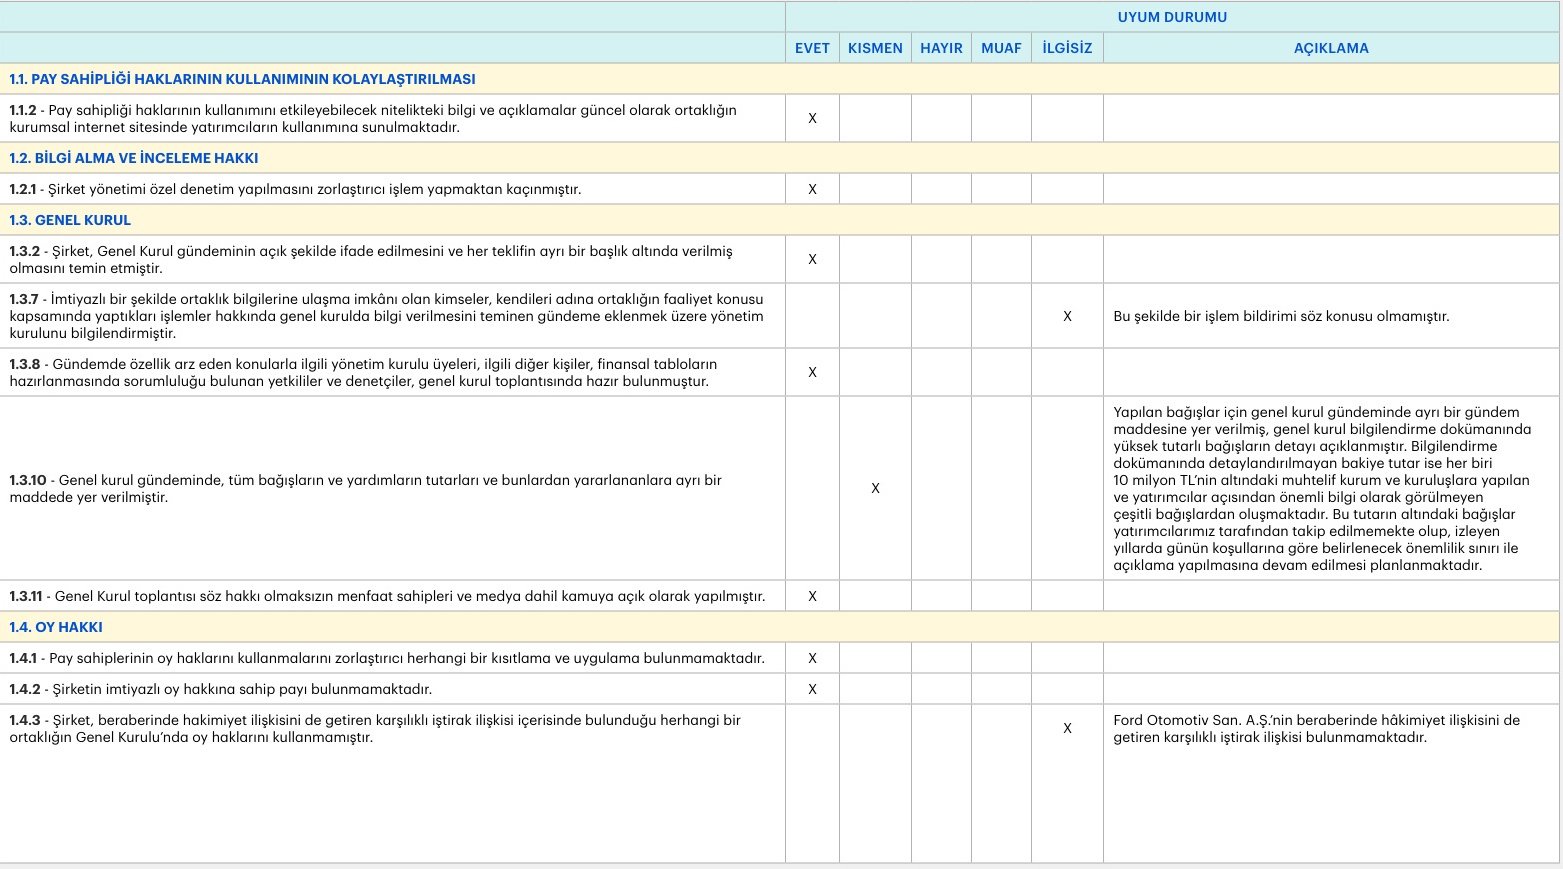 UYUM DURUMU
EVET KISMEN HAYIR MUAF İLGİSİZ AÇIKLAMA
1.1. PAY SAHİPLİĞİ HAKLARININ KULLANIMININ KOLAYLAŞTIRILMASI
1.1.2 - Pay sahipliği haklarının kullanımını etkileyebilecek nitelikteki bilgi ve açıklamalar güncel olarak ortaklığın
kurumsal internet sitesinde yatırımcıların kullanımına sunulmaktadır.
X
1.2. BİLGİ ALMA VE İNCELEME HAKKI
1.2.1 - Şirket yönetimi özel denetim yapılmasını zorlaştırıcı işlem yapmaktan kaçınmıştır.
X
1.3. GENEL KURUL
1.3.2 - Şirket, Genel Kurul gündeminin açık şekilde ifade edilmesini ve her teklifin ayrı bir başlık altında verilmiş
olmasını temin etmiştir.
X
1.3.7 - İmtiyazlı bir şekilde ortaklık bilgilerine ulaşma imkânı olan kimseler, kendileri adına ortaklığın faaliyet konusu
kapsamında yaptıkları işlemler hakkında genel kurulda bilgi verilmesini teminen gündeme eklenmek üzere yönetim
kurulunu bilgilendirmiştir.
X
Bu şekilde bir işlem bildirimi söz konusu olmamıştır.
1.3.8 - Gündemde özellik arz eden konularla ilgili yönetim kurulu üyeleri, ilgili diğer kişiler, finansal tabloların
hazırlanmasında sorumluluğu bulunan yetkililer ve denetçiler, genel kurul toplantısında hazır bulunmuştur.
X
1.3.10 - Genel kurul gündeminde, tüm bağışların ve yardımların tutarları ve bunlardan yararlananlara ayrı bir
maddede yer verilmiştir.
X
Yapılan bağışlar için genel kurul gündeminde ayrı bir gündem
maddesine yer verilmiş, genel kurul bilgilendirme dokümanında
yüksek tutarlı bağışların detayı açıklanmıştır. Bilgilendirme
dokümanında detaylandırılmayan bakiye tutar ise her biri
10 milyon TL’nin altındaki muhtelif kurum ve kuruluşlara yapılan
ve yatırımcılar açısından önemli bilgi olarak görülmeyen
çeşitli bağışlardan oluşmaktadır. Bu tutarın altındaki bağışlar
yatırımcılarımız tarafından takip edilmemekte olup, izleyen
yıllarda günün koşullarına göre belirlenecek önemlilik sınırı ile
açıklama yapılmasına devam edilmesi planlanmaktadır.
1.3.11 - Genel Kurul toplantısı söz hakkı olmaksızın menfaat sahipleri ve medya dahil kamuya açık olarak yapılmıştır.
X
1.4. OY HAKKI
1.4.1 - Pay sahiplerinin oy haklarını kullanmalarını zorlaştırıcı herhangi bir kısıtlama ve uygulama bulunmamaktadır.
X
1.4.2 - Şirketin imtiyazlı oy hakkına sahip payı bulunmamaktadır.
X
1.4.3 - Şirket, beraberinde hakimiyet ilişkisini de getiren karşılıklı iştirak ilişkisi içerisinde bulunduğu herhangi bir
ortaklığın Genel Kurulu’nda oy haklarını kullanmamıştır.
X
Ford Otomotiv San. A.Ş.’nin beraberinde hâkimiyet ilişkisini de
getiren karşılıklı iştirak ilişkisi bulunmamaktadır.